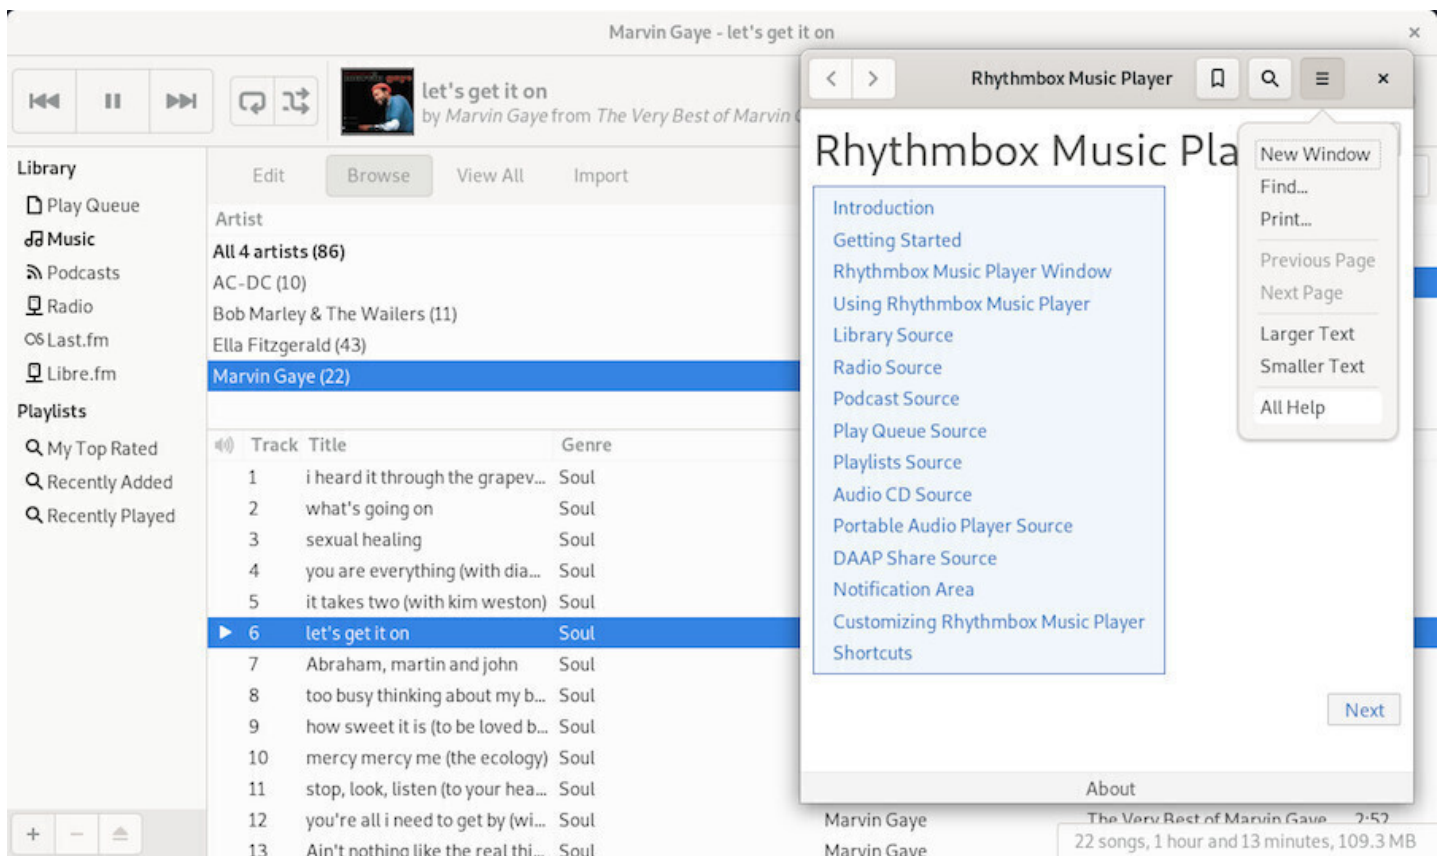 Marvin Gaye - let's get it on
let's get it on
by Marvin Gaye from The Very Best of Marvin
Library
Play Queue
Music
Podcasts
Radio
Last.fm
Libre.fm
Playlists
My Top Rated
Recently Added
Recently Played
Edit Browse View All Import
Artist
All 4 artists (86)
AC-DC (10)
Bob Marley & The Wailers (11)
Ella Fitzgerald (43)
Marvin Gaye (22)
Track Title Genre
1 i heard it through the grapev... Soul
2 what's going on Soul
3 sexual healing Soul
4 you are everything (with dia... Soul
5 it takes two (with kim weston) Soul
6 let's get it on Soul
7 Abraham, martin and john Soul
8 too busy thinking about my b... Soul
9 how sweet it is (to be loved b... Soul
10 mercy mercy me (the ecology) Soul
11 stop, look, listen (to your hea... Soul
12 you're all i need to get by (wi... Soul Marvin Gaye The Very Best of Marvin Gaye 2:52
13 Ain't nothing like the real thi... Soul Marvin Gaye
22 songs, 1 hour and 13 minutes, 109.3 MB
Rhythmbox Music Player
Rhythmbox Music Pla
Introduction
Getting Started
Rhythmbox Music Player Window
Using Rhythmbox Music Player
Library Source
Radio Source
Podcast Source
Play Queue Source
Playlists Source
Audio CD Source
Portable Audio Player Source
DAAP Share Source
Notification Area
Customizing Rhythmbox Music Player
Shortcuts
Next
About
New Window
Find...
Print...
Previous Page
Next Page
Larger Text
Smaller Text
All Help